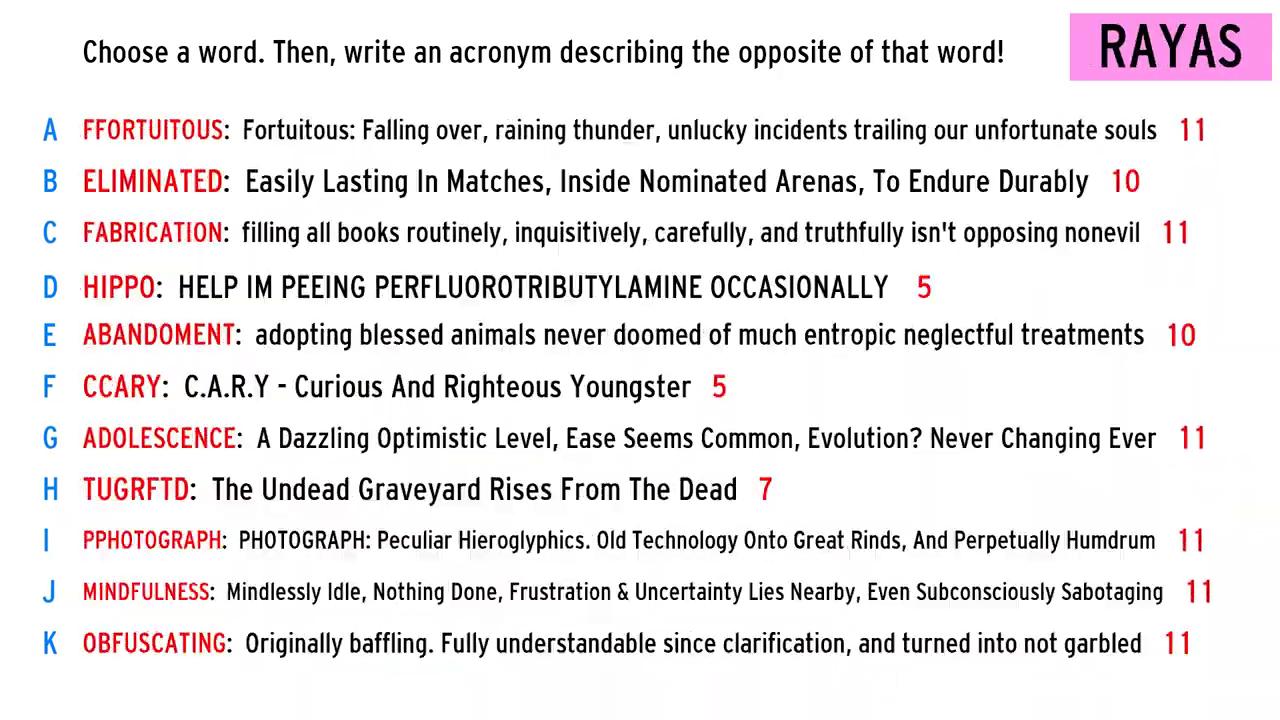 Choose a word. Then, write an acronym describing the opposite of that word!
RAYAS
A FFORTUITOUS: Fortuitous: Falling over, raining thunder, unlucky incidents trailing our unfortunate souls 11
B ELIMINATED: Easily Lasting In Matches, Inside Nominated Arenas, To Endure Durably 10
C FABRICATION: filling all books routinely, inquisitively, carefully, and truthfully isn't opposing nonevil 11
D HIPPO: HELP IM PEEING PERFLUOROTRIBUTYLAMINE OCCASIONALLY 5
E ABANDOMENT: adopting blessed animals never doomed of much entropic neglectful treatments 10
F CCARY: C.A.R.Y - Curious And Righteous Youngster 5
G ADOLESCENCE: A Dazzling Optimistic Level, Ease Seems Common, Evolution? Never Changing Ever 11
H TUGRFTD: The Undead Graveyard Rises From The Dead 7
I PPHOTOGRAPH: PHOTOGRAPH: Peculiar Hieroglyphics. Old Technology Onto Great Rinds, And Perpetually Humdrum 11
J MINDFULNESS: Mindlessly Idle, Nothing Done, Frustration & Uncertainty Lies Nearby, Even Subconsciously Sabotaging 11
K OBFUSCATING: Originally baffling. Fully understandable since clarification, and turned into not garbled 11